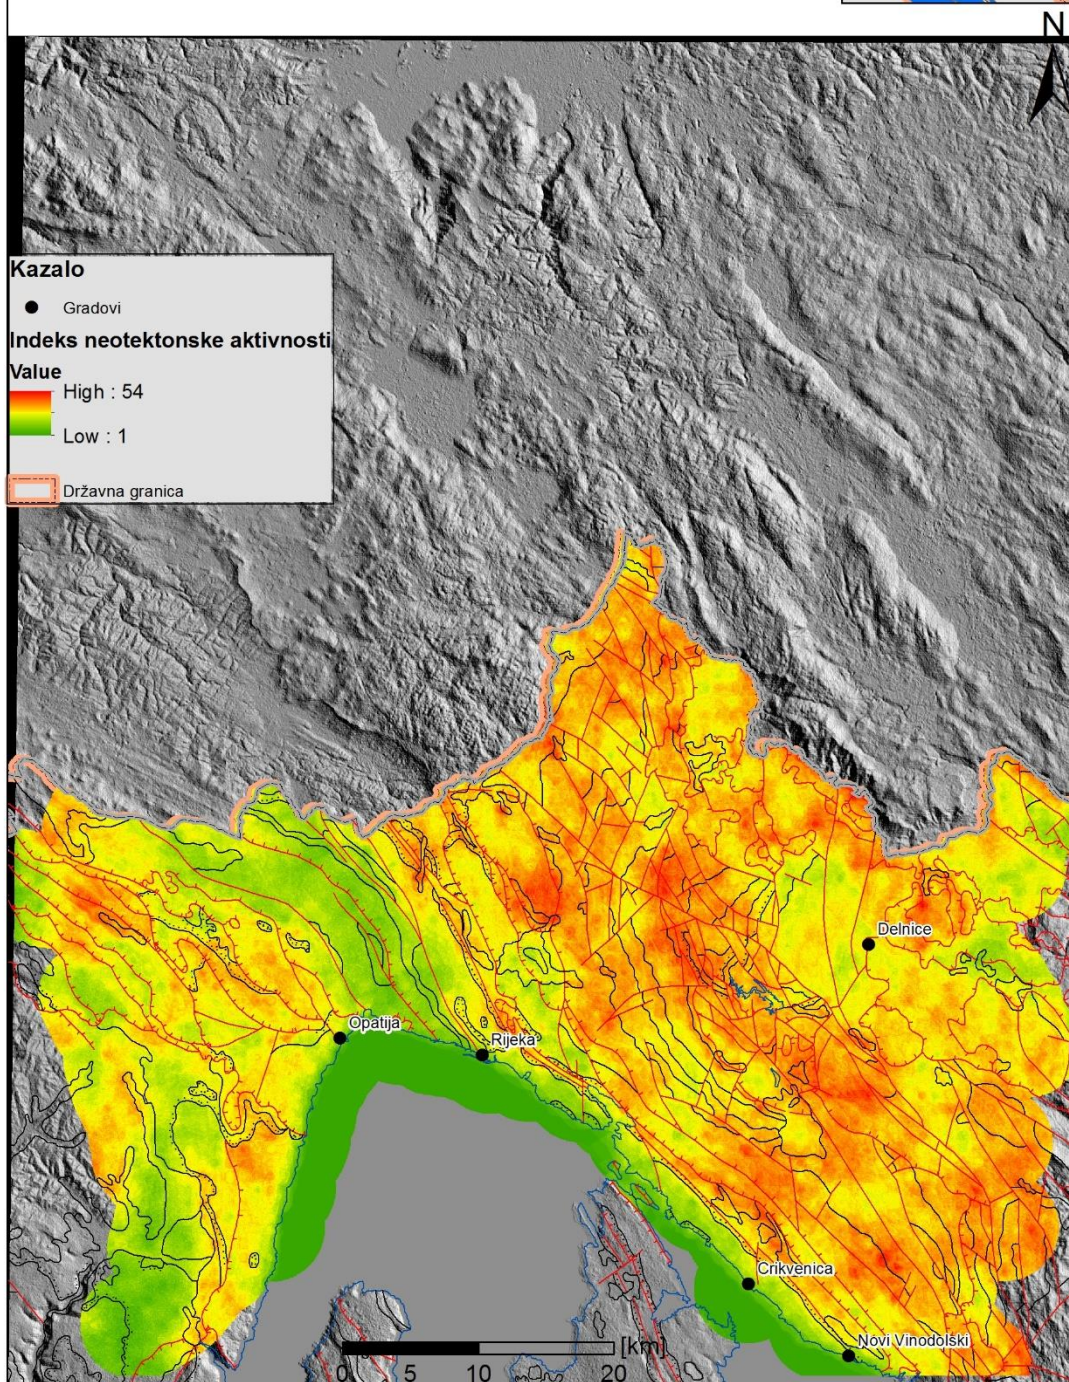 N
Kazalo
Gradovi
Indeks neotektonske aktivnosti
Value
High : 54
Low : 1
Državna granica
Delnice
Opatija
Rijeka
Crikvenica
Novi Vinodolski
[km]
0 5 10 20